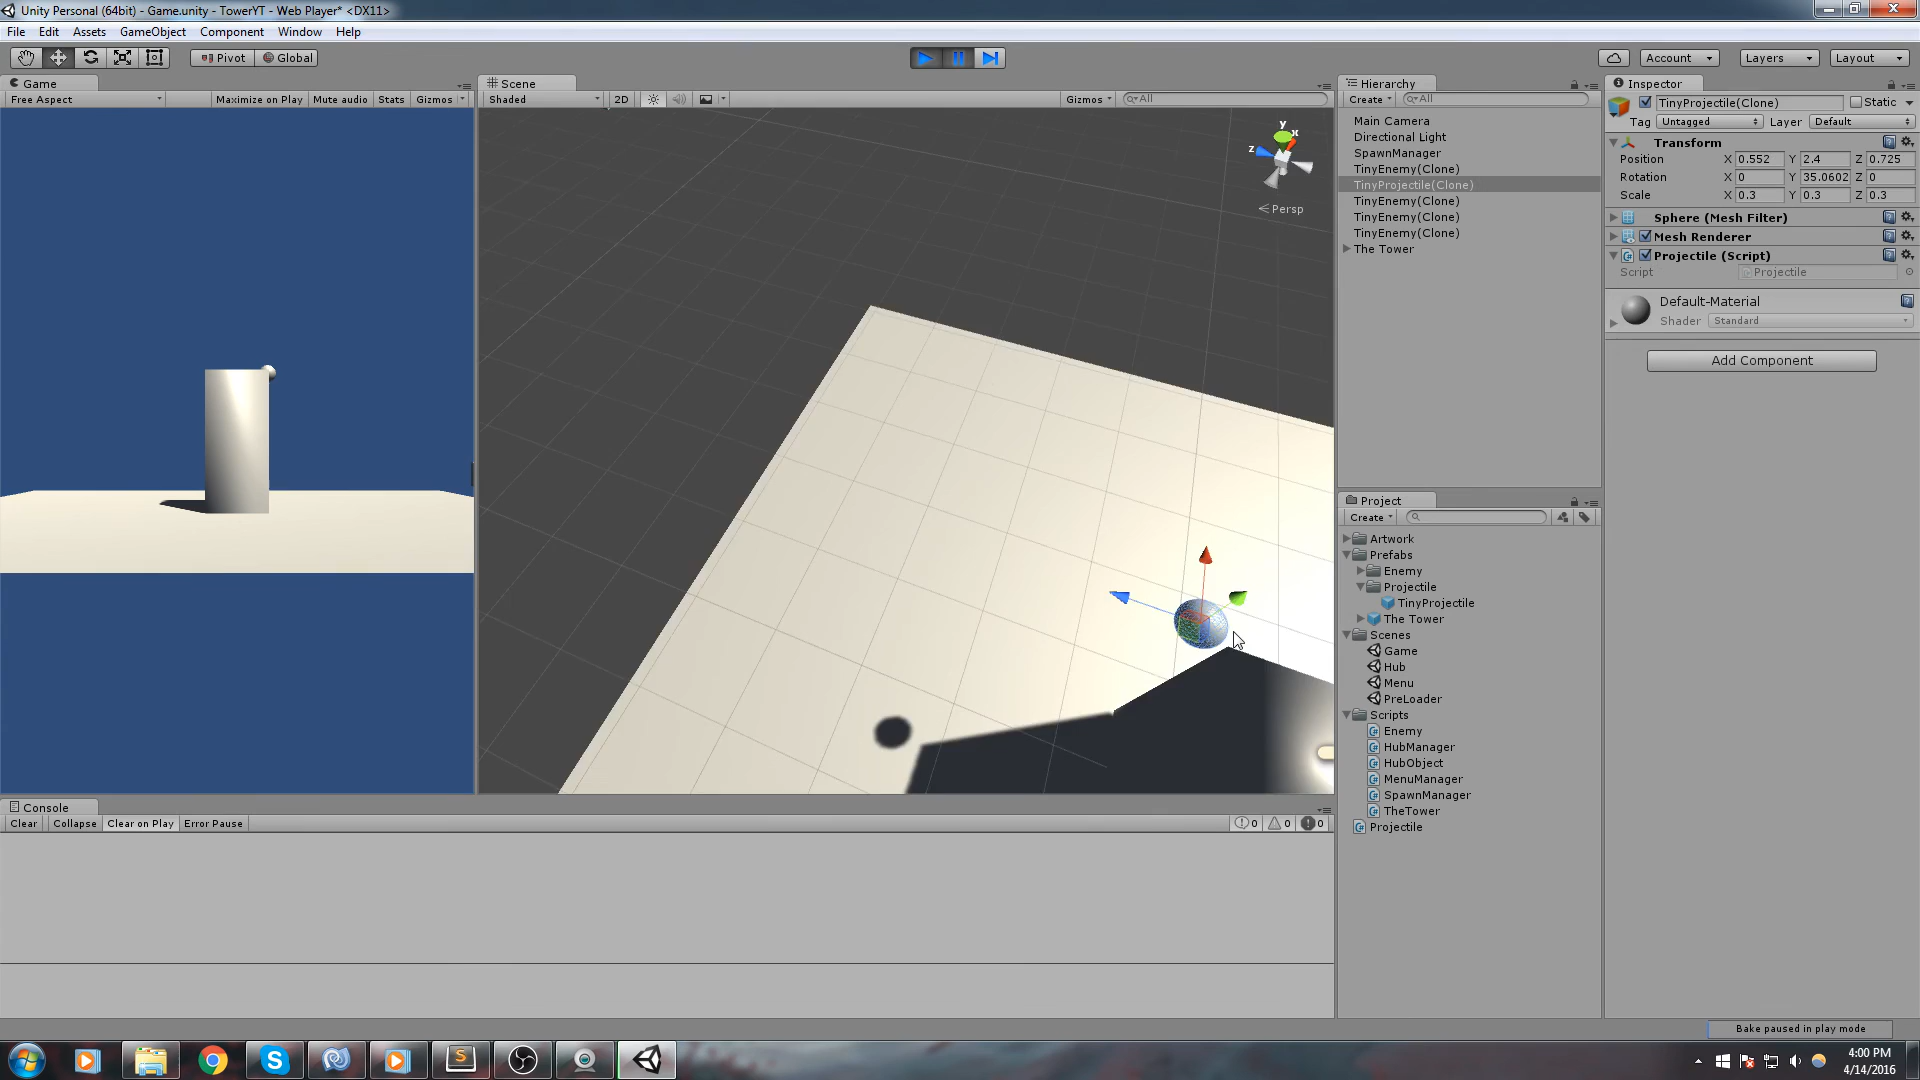 Unity Personal (64bit) - Game.unity - TowerYT - Web Player* <DX11>
File Edit Assets GameObject Component Window Help
Pivot Global Account Layers Layout
Game
Free Aspect Maximize on Play Mute audio Stats Gizmos
Scene
Shaded 2D Gizmos All
y
x
z
Persp
Hierarchy
Create All
Main Camera
Directional Light
SpawnManager
TinyEnemy(Clone)
TinyProjectile(Clone)
TinyEnemy(Clone)
TinyEnemy(Clone)
TinyEnemy(Clone)
The Tower
Project
Create
Artwork
Prefabs
Enemy
Projectile
TinyProjectile
The Tower
Scenes
Game
Hub
Menu
PreLoader
Scripts
Enemy
HubManager
HubObject
MenuManager
SpawnManager
TheTower
Projectile
Inspector
TinyProjectile(Clone) Static
Tag Untagged Layer Default
Transform
Position X 0.552 Y 2.4 Z 0.725
Rotation X 0 Y 35.0602 Z 0
Scale X 0.3 Y 0.3 Z 0.3
Sphere (Mesh Filter)
Mesh Renderer
Projectile (Script)
Script Projectile
Default-Material
Shader Standard
Add Component
Console
Clear Collapse Clear on Play Error Pause 0 0 0
Bake paused in play mode
4:00 PM
4/14/2016